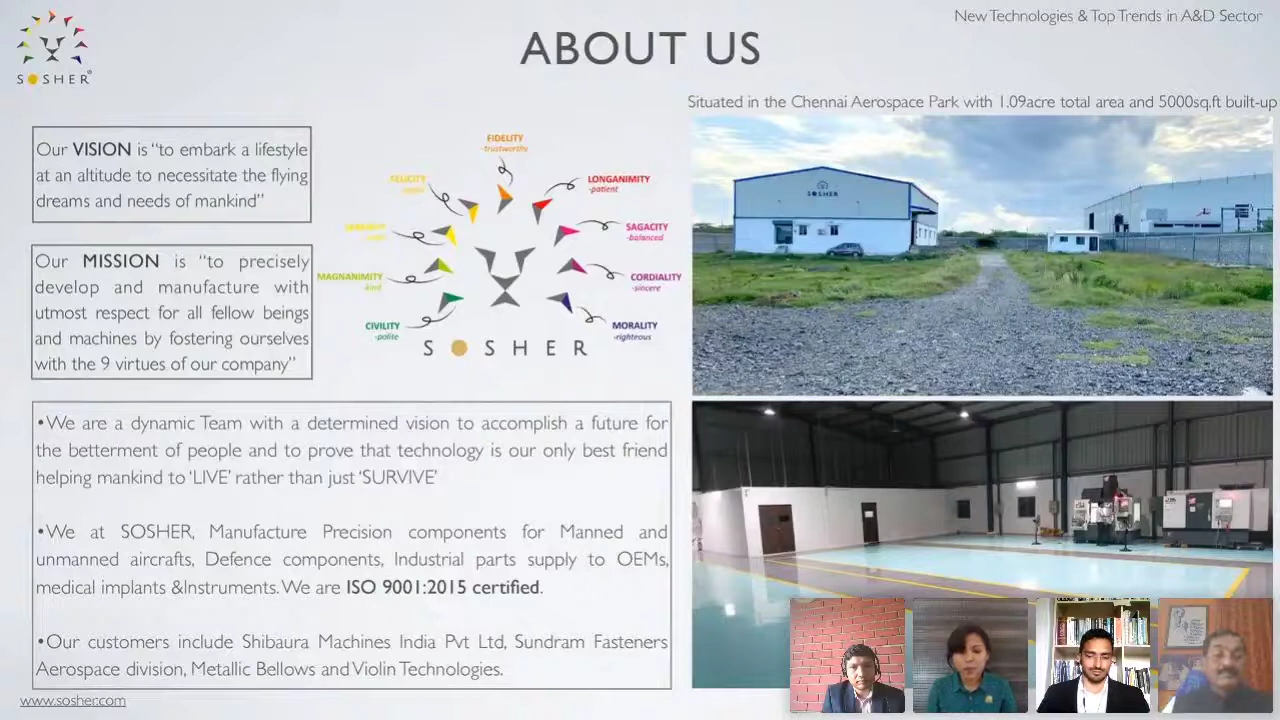 New Technologies & Top Trends in A&D Sector
SOSHER
ABOUT US
Situated in the Chennai Aerospace Park with 1.09acre total area and 5000sq.ft built-up
Our VISION is “to embark a lifestyle
at an altitude to necessitate the flying
dreams and needs of mankind”
Our MISSION is “to precisely
develop and manufacture with
utmost respect for all fellow beings
and machines by fostering ourselves
with the 9 virtues of our company”
FIDELITY
-trustworthy
FELICITY
LONGANIMITY
-patient
SAGACITY
-balanced
MAGNANIMITY
-kind
CORDIALITY
-sincere
CIVILITY
-polite
MORALITY
-righteous
SOSHER
SOSHER
•We are a dynamic Team with a determined vision to accomplish a future for
the betterment of people and to prove that technology is our only best friend
helping mankind to ‘LIVE’ rather than just ‘SURVIVE’
•We at SOSHER, Manufacture Precision components for Manned and
unmanned aircrafts, Defence components, Industrial parts supply to OEMs,
medical implants &Instruments. We are ISO 9001:2015 certified.
•Our customers include Shibaura Machines India Pvt Ltd, Sundram Fasteners
Aerospace division, Metallic Bellows and Violin Technologies.
www.sosher.com